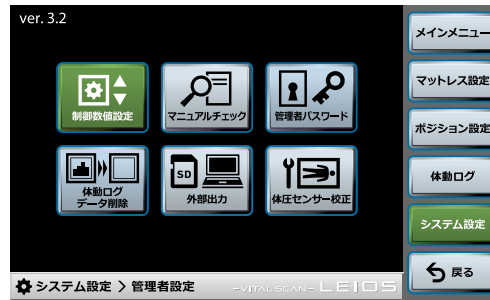 ver. 3.2
制御数値設定
マニュアルチェック
管理者パスワード
体動ログ
データ削除
SD
外部出力
体圧センサー校正
メインメニュー
マットレス設定
ポジション設定
体動ログ
システム設定
戻る
システム設定 > 管理者設定
-VITAL SCAN- LEIOS